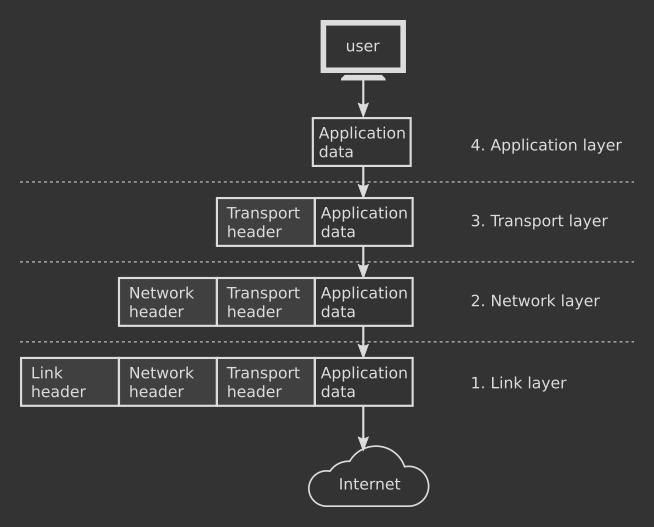 user
Application
data
4. Application layer
Transport
header
Application
data
3. Transport layer
Network
header
Transport
header
Application
data
2. Network layer
Link
header
Network
header
Transport
header
Application
data
1. Link layer
Internet